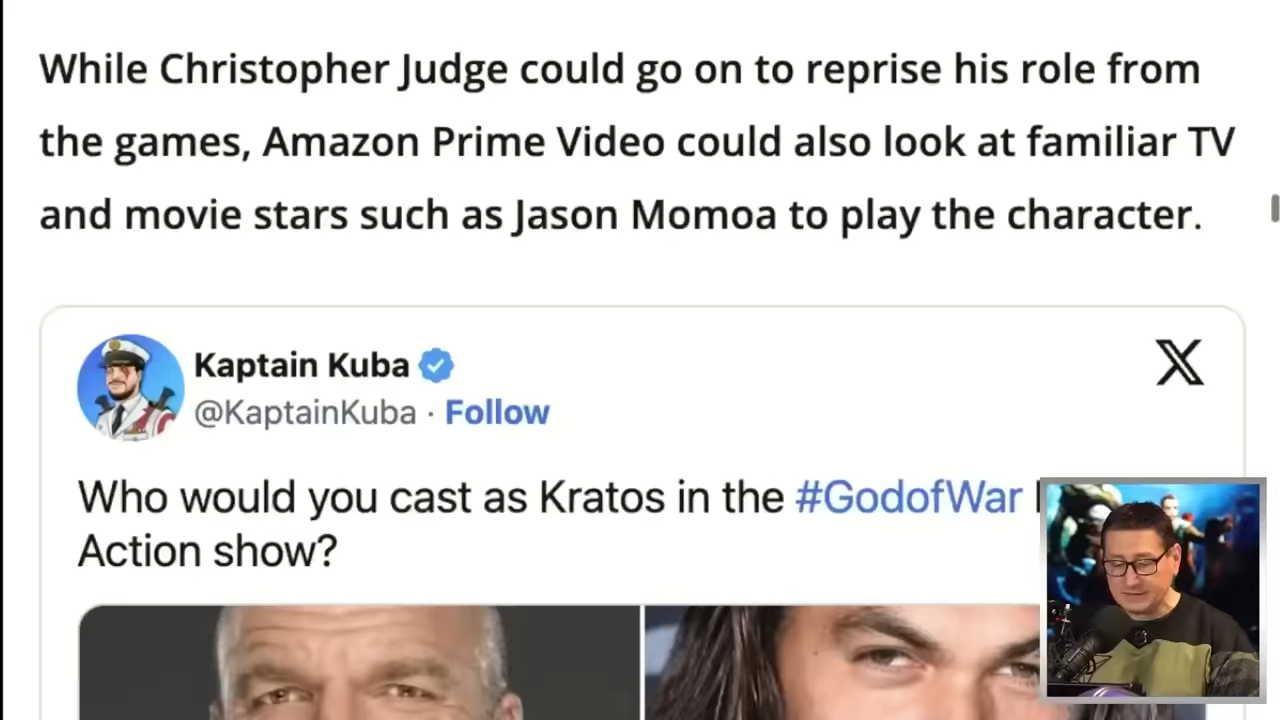 While Christopher Judge could go on to reprise his role from
the games, Amazon Prime Video could also look at familiar TV
and movie stars such as Jason Momoa to play the character.
Kaptain Kuba
@KaptainKuba · Follow
Who would you cast as Kratos in the #GodofWar
Action show?